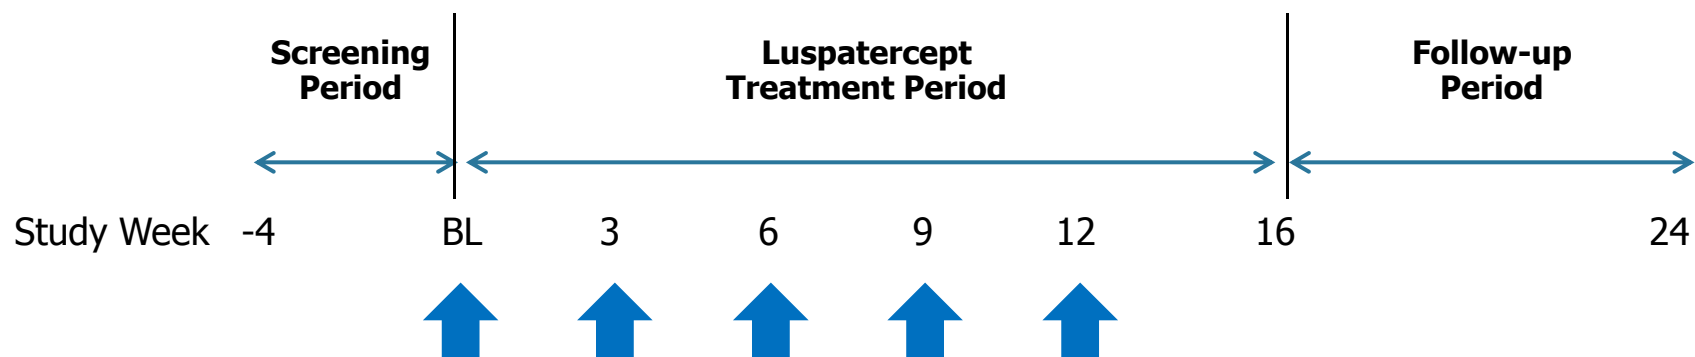 Screening
Period
Luspatercept
Treatment Period
Follow-up
Period
Study Week -4 BL 3 6 9 12 16 24